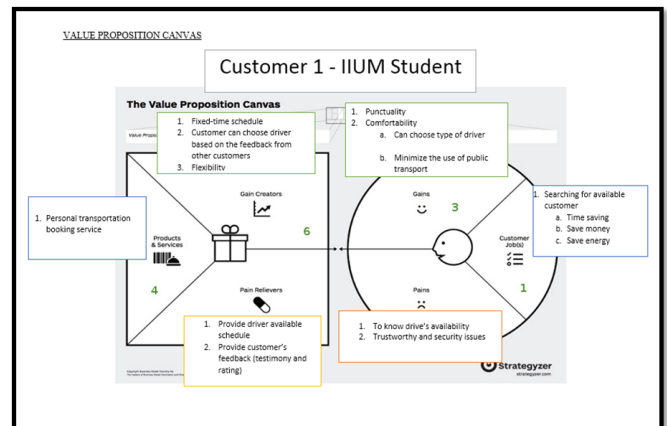 VALUE PROPOSITION CANVAS
Customer 1 - IIUM Student
The Value Proposition Canvas
Value Propos
1. Fixed-time schedule
2. Customer can choose driver
based on the feedback from
other customers
3. Flexibility
1. Punctuality
2. Comfortability
a. Can choose type of driver
b. Minimize the use of public
transport
Gain Creators
6
Gains
3
1. Personal transportation
booking service
Products
& Services
4
1. Searching for available
customer
a. Time saving
b. Save money
c. Save energy
Customer
Job(s)
1
Pain Relievers
Pains
1. Provide driver available
schedule
2. Provide customer's
feedback (testimony and
rating)
1. To know drive's availability
2. Trustworthy and security issues
Strategyzer
strategyzer.com